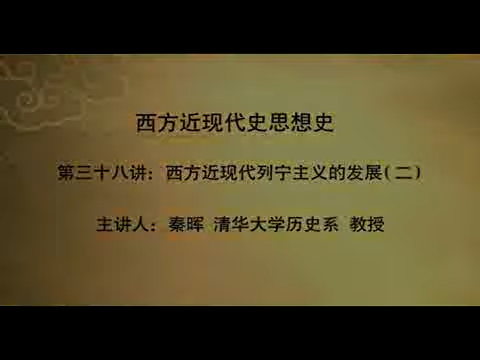 西方近现代史思想史
第三十八讲：西方近现代列宁主义的发展(二)
主讲人：秦晖 清华大学历史系 教授